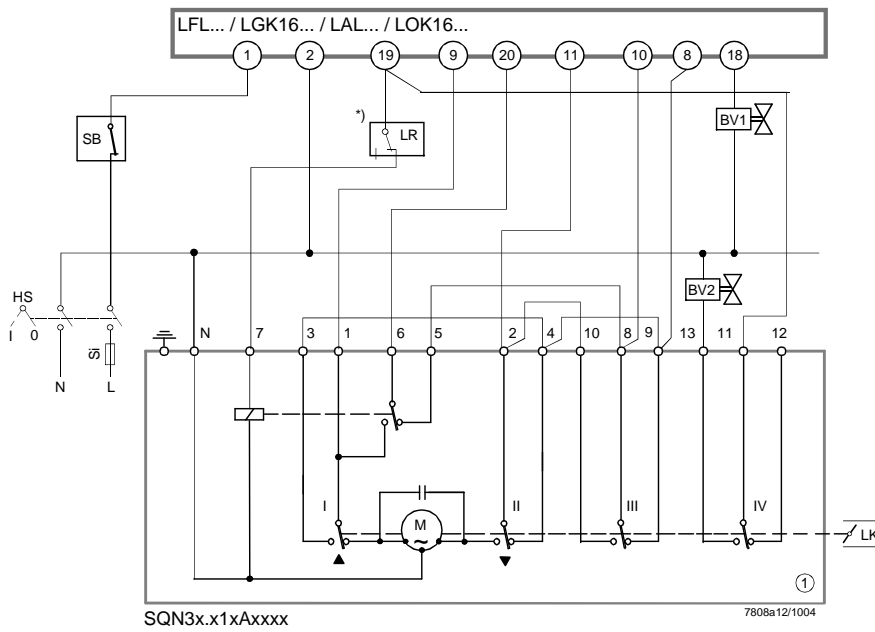 LFL... / LGK16... / LAL... / LOK16...
1 2 19 9 20 11 10 8 18
BV1
*)
SB LR
BV2
HS
I 0
Si
N L
N 7 3 1 6 5 2 4 10 8 9 13 11 12
I II III IV
M
~
LK
1
SQN3x.x1xAxxxx
7808a12/1004